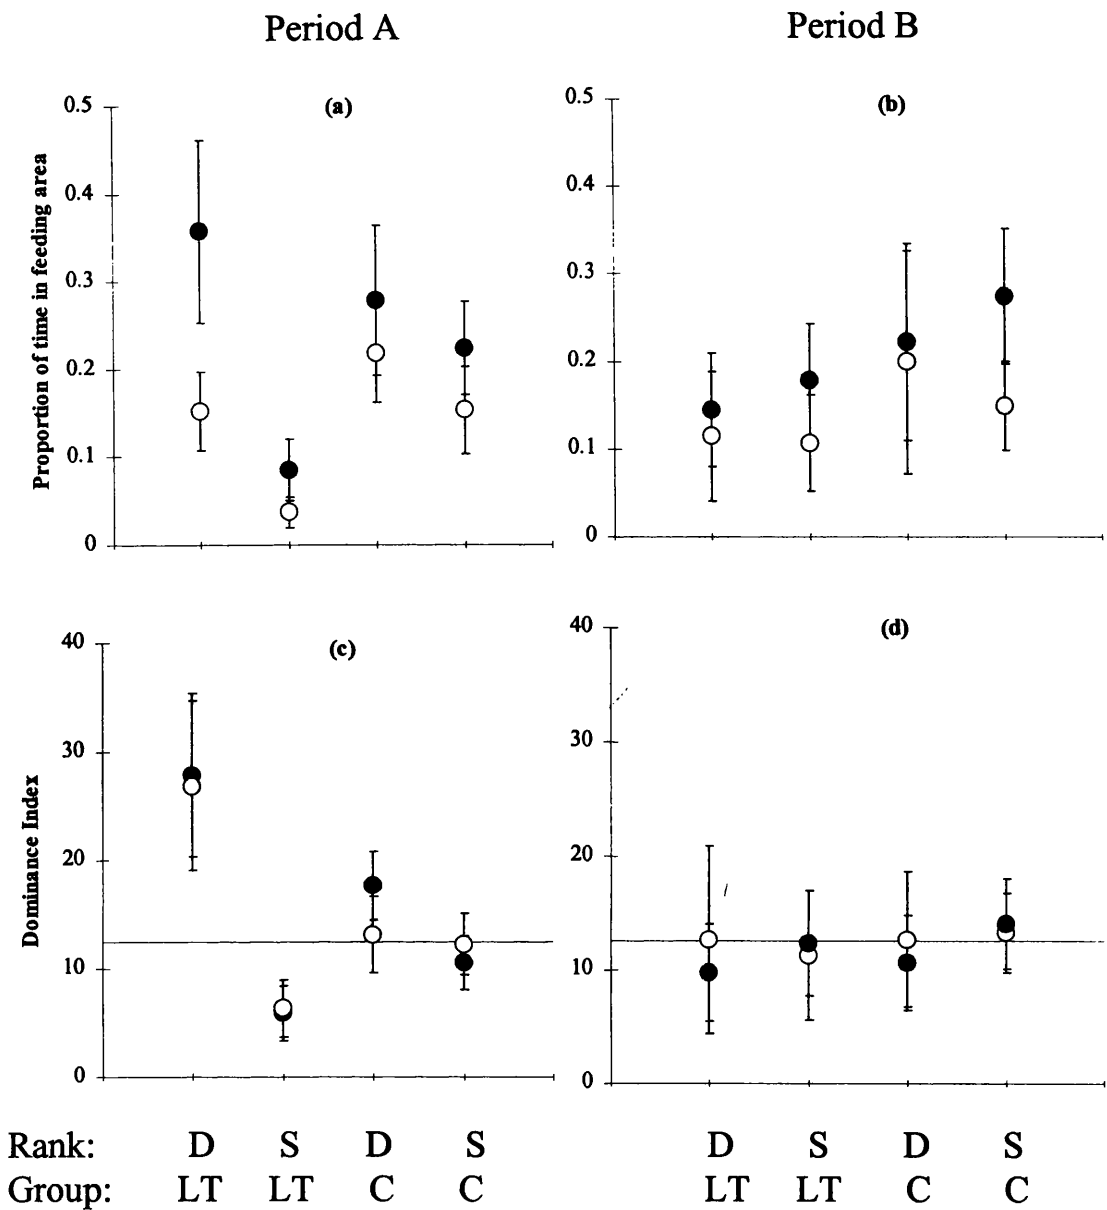 Period A
Period B
(a)
(b)
0.5
0.4
0.3
0.2
0.1
0
Proportion of time in feeding area
0.5
0.4
0.3
0.2
0.1
0
(c)
(d)
40
30
20
10
0
Dominance Index
40
30
20
10
0
Rank: D S D S D S D S
Group: LT LT C C LT LT C C